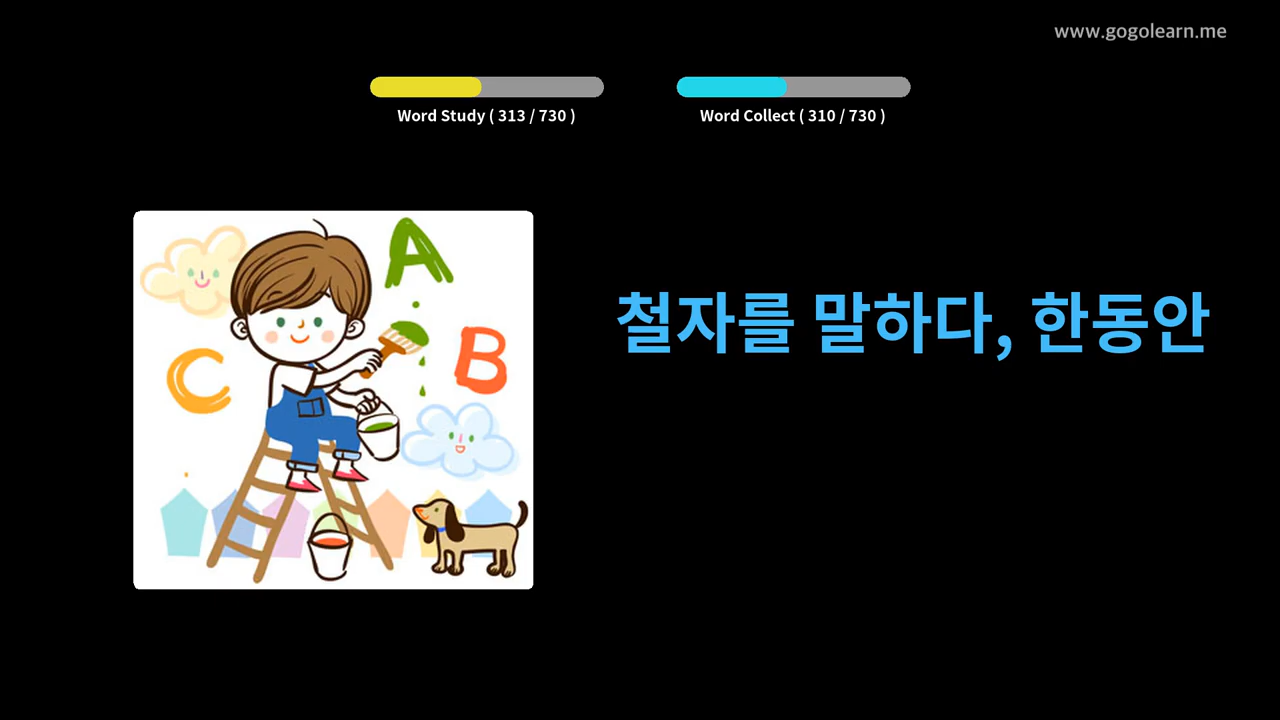 www.gogolearn.me
Word Study ( 313 / 730 )
Word Collect ( 310 / 730 )
A
B
C
철자를 말하다, 한동안